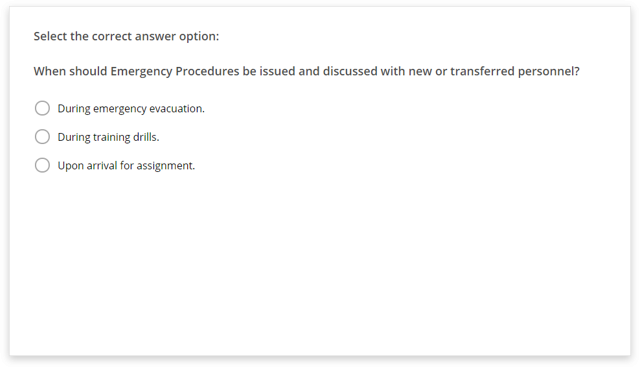 Select the correct answer option:
When should Emergency Procedures be issued and discussed with new or transferred personnel?
During emergency evacuation.
During training drills.
Upon arrival for assignment.